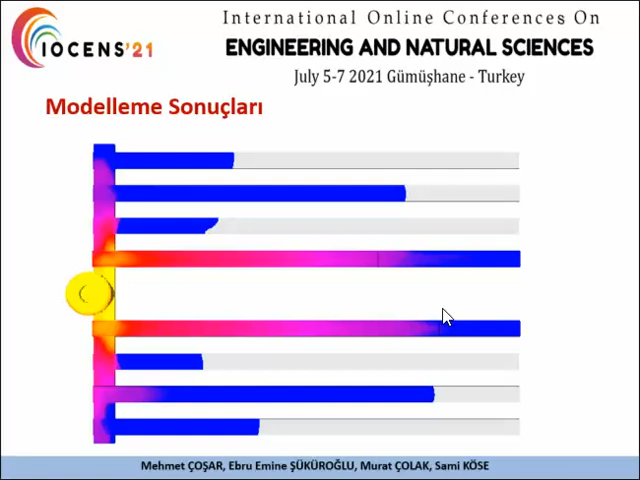 International Online Conferences On
IOCENS'21
ENGINEERING AND NATURAL SCIENCES
July 5-7 2021 Gümüşhane - Turkey
Modelleme Sonuçları
Mehmet ÇOŞAR, Ebru Emine ŞÜKÜROĞLU, Murat ÇOLAK, Sami KÖSE